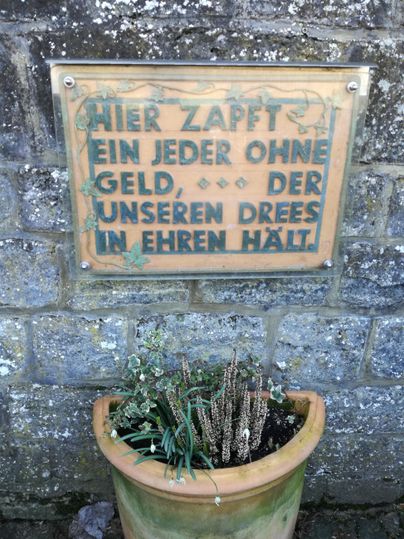 HIER ZAPFT
EIN JEDER OHNE
GELD, ... DER
UNSEREN DREES
IN EHREN HÄLT.